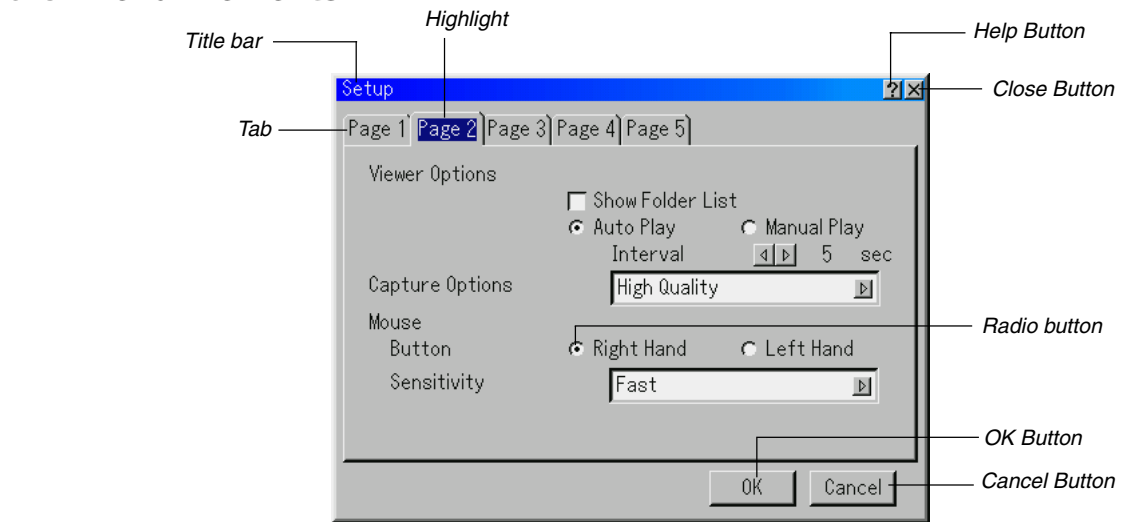 Highlight
Title bar
Help Button
Setup
?
Close Button
Tab
Page 1 Page 2 Page 3 Page 4 Page 5
Viewer Options
Show Folder List
Auto Play Manual Play
Interval 5 sec
Capture Options High Quality
Mouse
Radio button
Button Right Hand Left Hand
Sensitivity Fast
OK Button
OK Cancel
Cancel Button